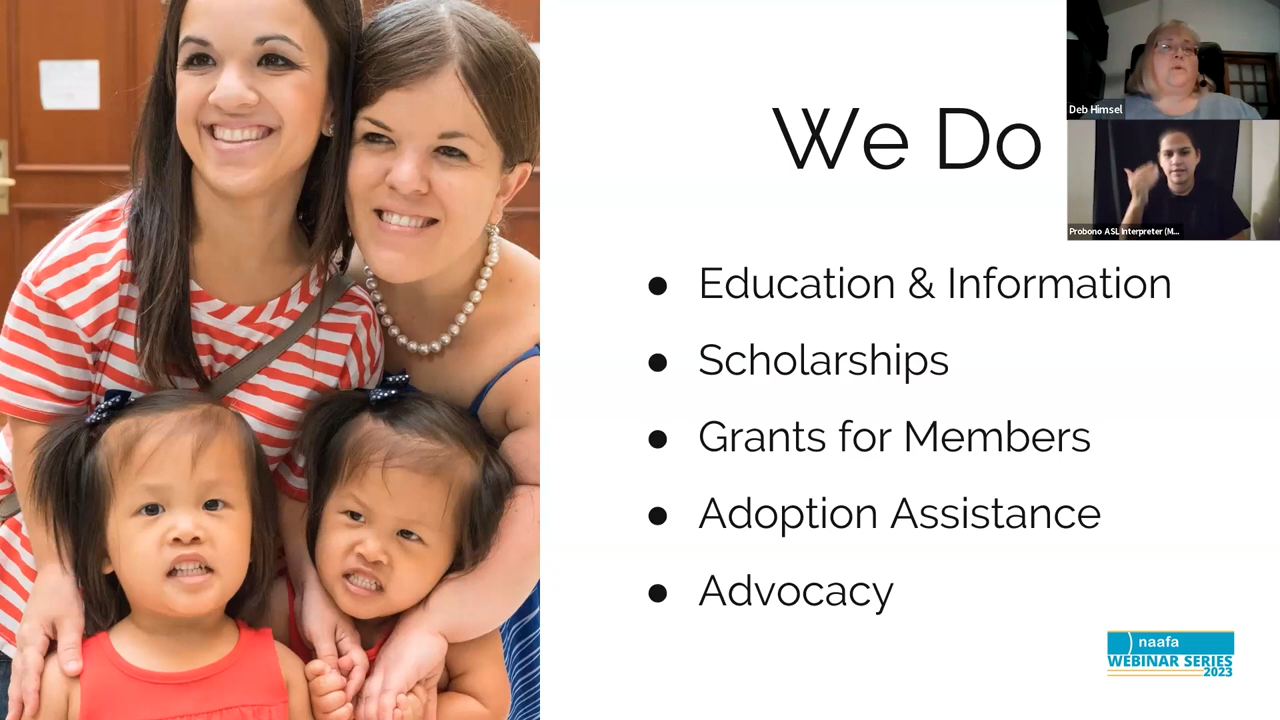 We Do
Deb Himsel
Probono ASL Interpreter (M...
● Education & Information
● Scholarships
● Grants for Members
● Adoption Assistance
● Advocacy
naafa
WEBINAR SERIES
2023